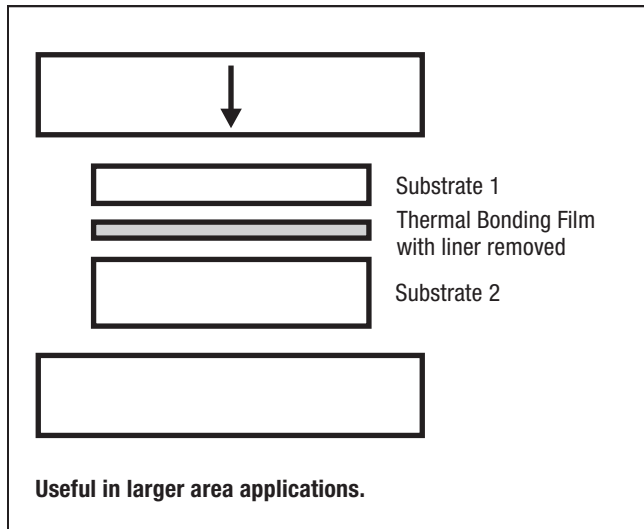 Substrate 1
Thermal Bonding Film
with liner removed
Substrate 2
Useful in larger area applications.